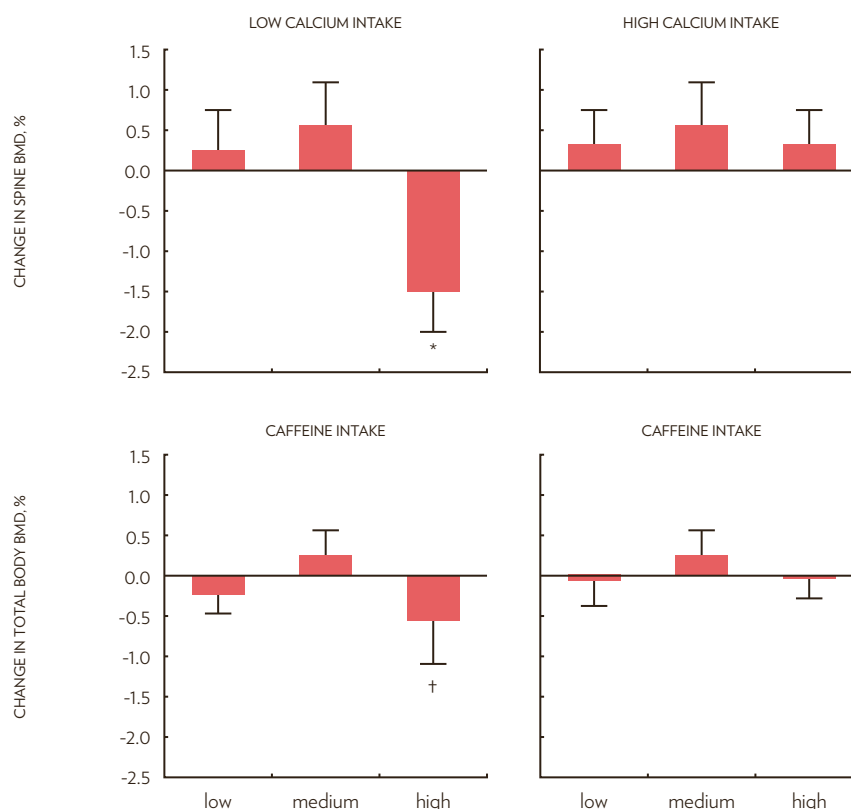 LOW CALCIUM INTAKE
HIGH CALCIUM INTAKE
CHANGE IN SPINE BMD, %
1.5
1.0
0.5
0.0
-0.5
-1.0
-1.5
-2.0
-2.5
*
CAFFEINE INTAKE
CAFFEINE INTAKE
CHANGE IN TOTAL BODY BMD, %
1.5
1.0
0.5
0.0
-0.5
-1.0
-1.5
-2.0
-2.5
†
low medium high
low medium high